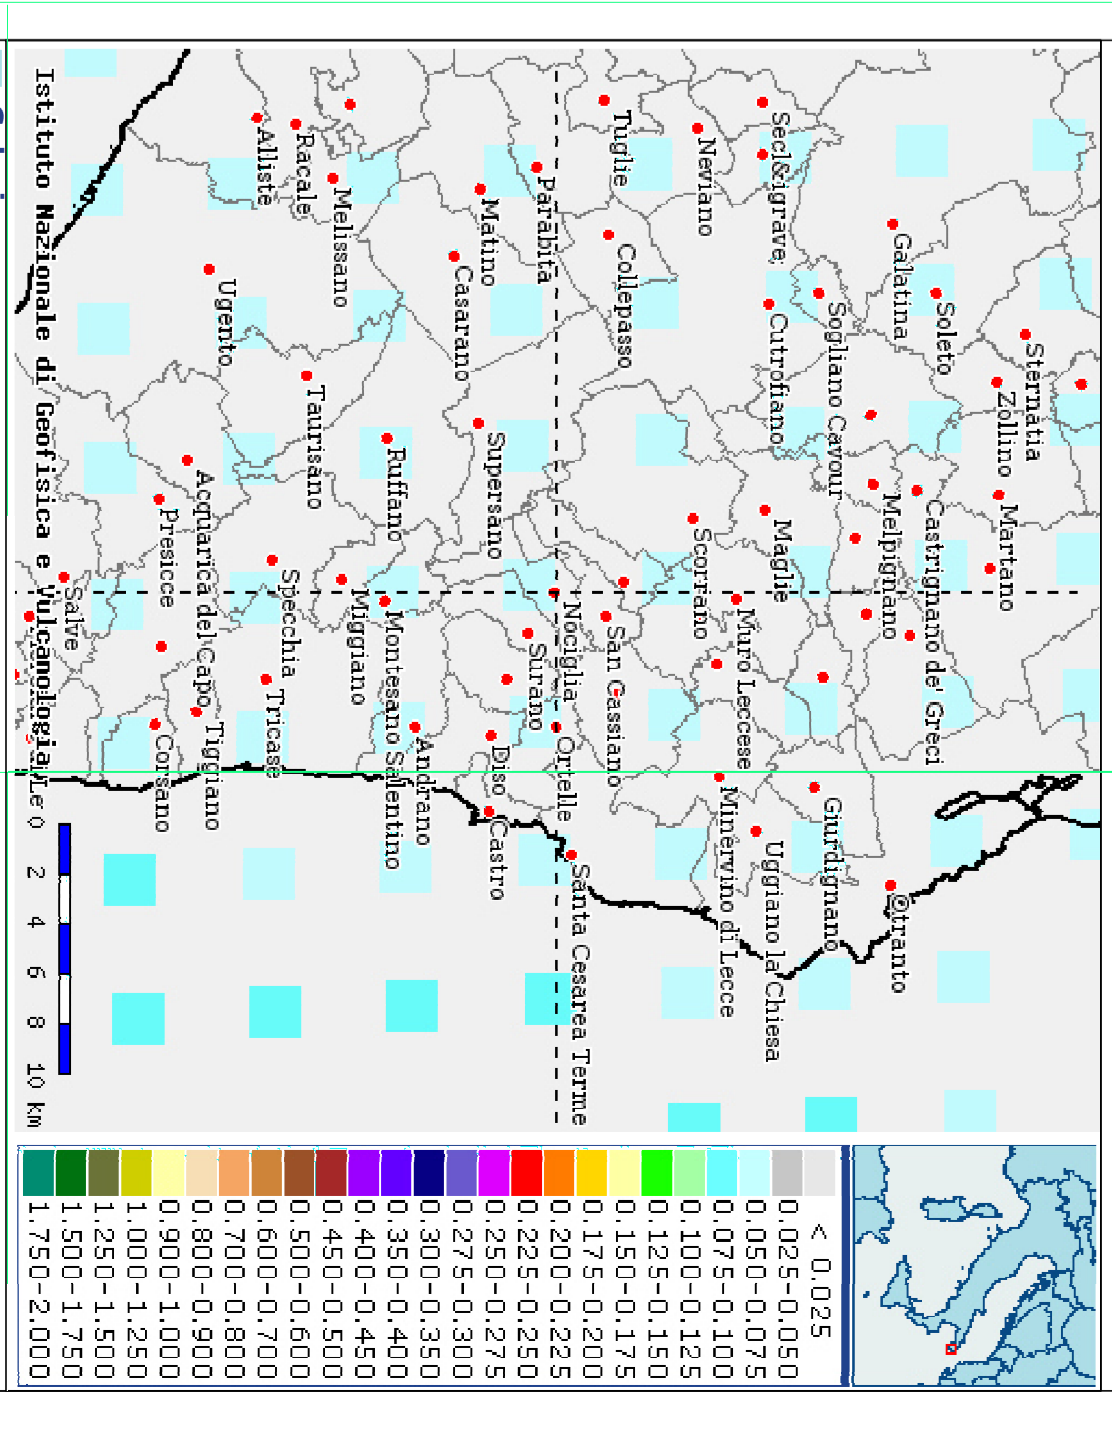 Sternatia
Zollino
Martano
Soleto
Galatina
Castrignano de' Greci
Melpignano
Sogliano Cavour
Otranto
Giurdignano
Cutrofiano
Maglie
Uggiano la Chiesa
Muro Leccese
Minervino di Lecce
Neviano
Scorrano
Tuglie
Collepasso
San Cassiano
Parabita
Nociglia
Ortelle
Santa Cesarea Terme
Surano
Matino
Supersano
Diso
Castro
Casarano
Andrano
Ruffano
Montesano Salentino
Melissano
Miggiano
Racale
Taurisano
Alliste
Specchia
Tricase
Ugento
Acquarica del Capo
Tiggiano
Presice
Corsano
Salve
Istituto Nazionale di Geofisica e Vulcanologia
0 2 4 6 8 10 km
< 0.025
0.025-0.050
0.050-0.075
0.075-0.100
0.100-0.125
0.125-0.150
0.150-0.175
0.175-0.200
0.200-0.225
0.225-0.250
0.250-0.275
0.275-0.300
0.300-0.350
0.350-0.400
0.400-0.450
0.450-0.500
0.500-0.600
0.600-0.700
0.700-0.800
0.800-0.900
0.900-1.000
1.000-1.250
1.250-1.500
1.500-1.750
1.750-2.000